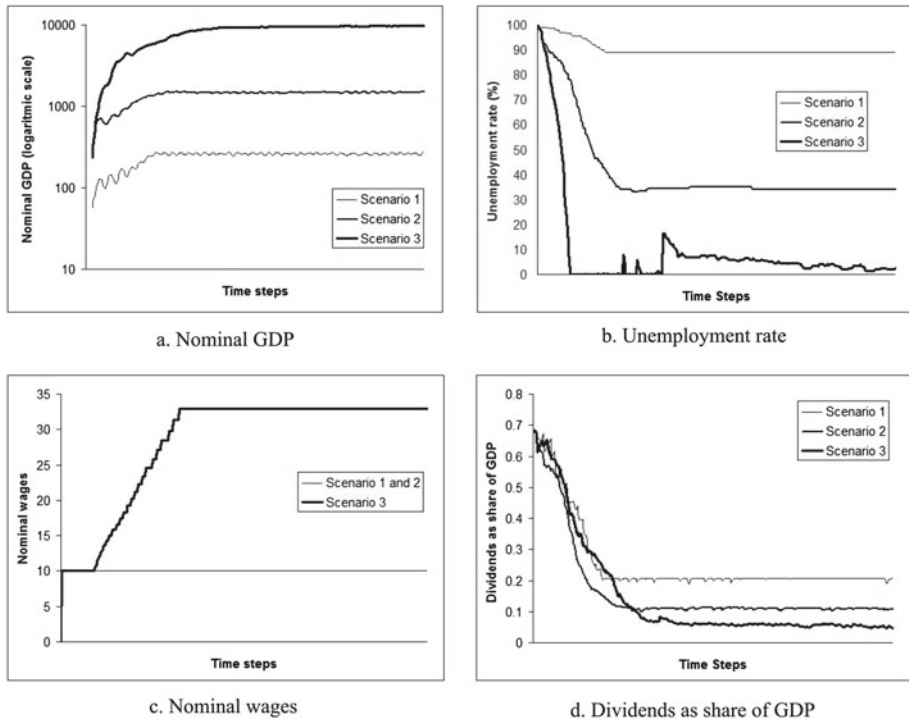 Nominal GDP (logaritmic scale)
10000
1000
100
10
Scenario 1
Scenario 2
Scenario 3
Time steps
a. Nominal GDP
Unemployment rate (%)
100
90
80
70
60
50
40
30
20
10
0
Scenario 1
Scenario 2
Scenario 3
Time Steps
b. Unemployment rate
Nominal wages
35
30
25
20
15
10
5
0
Scenario 1 and 2
Scenario 3
Time steps
c. Nominal wages
Dividends as share of GDP
0.8
0.7
0.6
0.5
0.4
0.3
0.2
0.1
0
Scenario 1
Scenario 2
Scenario 3
Time Steps
d. Dividends as share of GDP